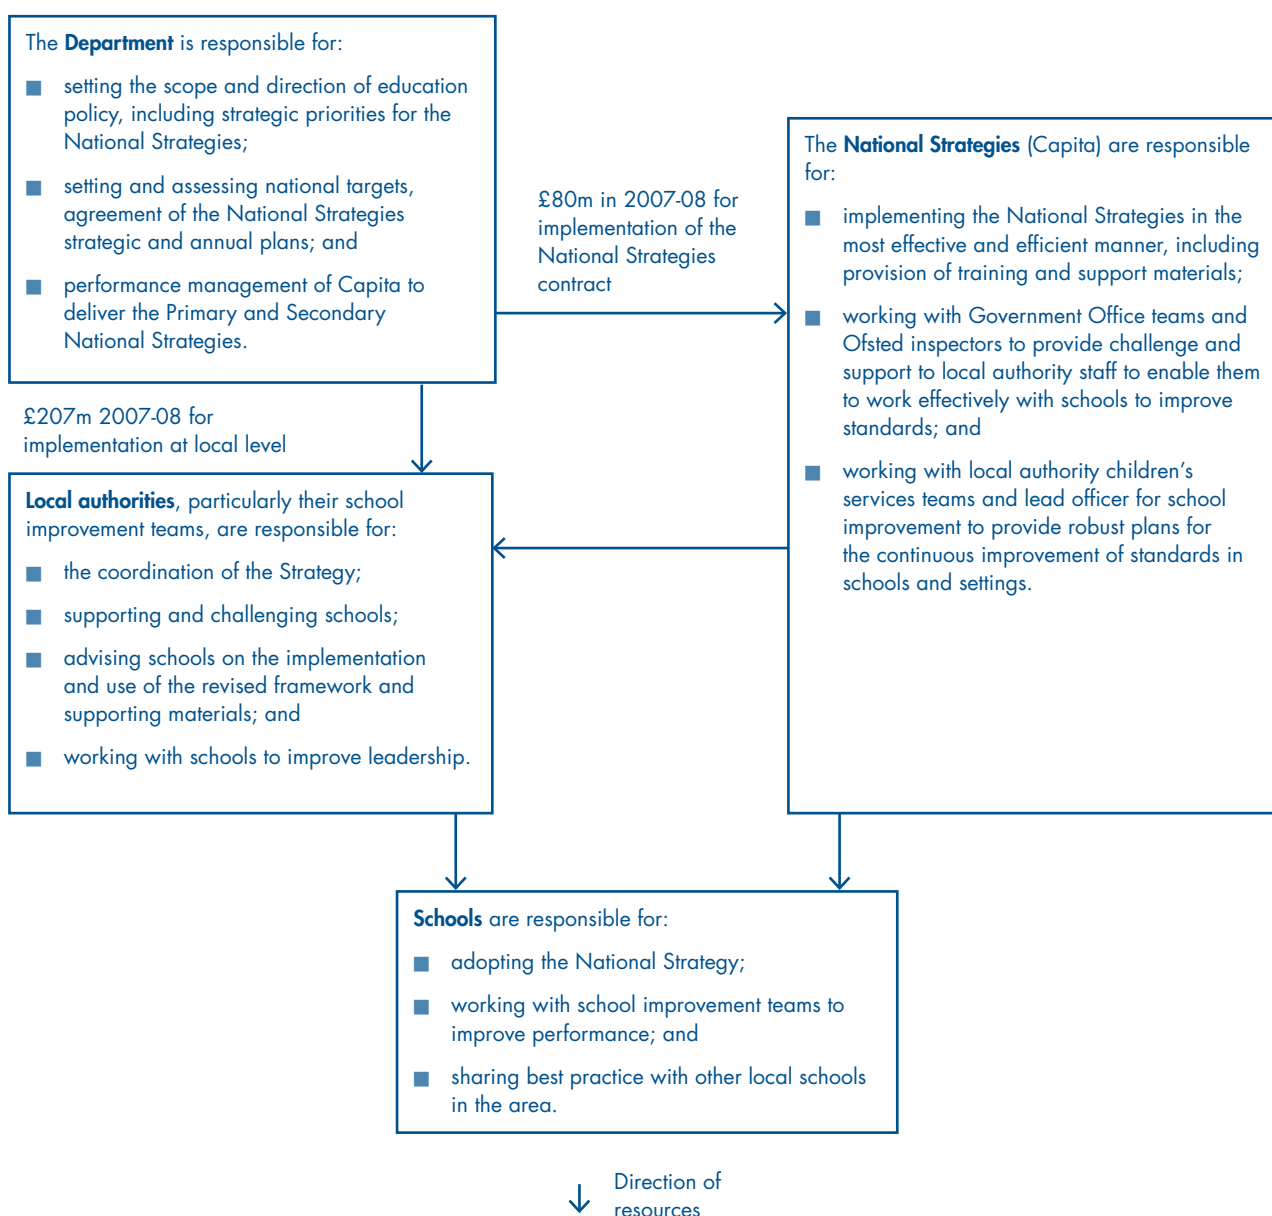 The Department is responsible for:
■ setting the scope and direction of education
policy, including strategic priorities for the
National Strategies;
■ setting and assessing national targets,
agreement of the National Strategies
strategic and annual plans; and
■ performance management of Capita to
deliver the Primary and Secondary
National Strategies.
£80m in 2007-08 for
implementation of the
National Strategies
contract
The National Strategies (Capita) are responsible
for:
■ implementing the National Strategies in the
most effective and efficient manner, including
provision of training and support materials;
■ working with Government Office teams and
Ofsted inspectors to provide challenge and
support to local authority staff to enable them
to work effectively with schools to improve
standards; and
■ working with local authority children’s
services teams and lead officer for school
improvement to provide robust plans for
the continuous improvement of standards in
schools and settings.
£207m 2007-08 for
implementation at local level
Local authorities, particularly their school
improvement teams, are responsible for:
■ the coordination of the Strategy;
■ supporting and challenging schools;
■ advising schools on the implementation
and use of the revised framework and
supporting materials; and
■ working with schools to improve leadership.
Schools are responsible for:
■ adopting the National Strategy;
■ working with school improvement teams to
improve performance; and
■ sharing best practice with other local schools
in the area.
Direction of
resources